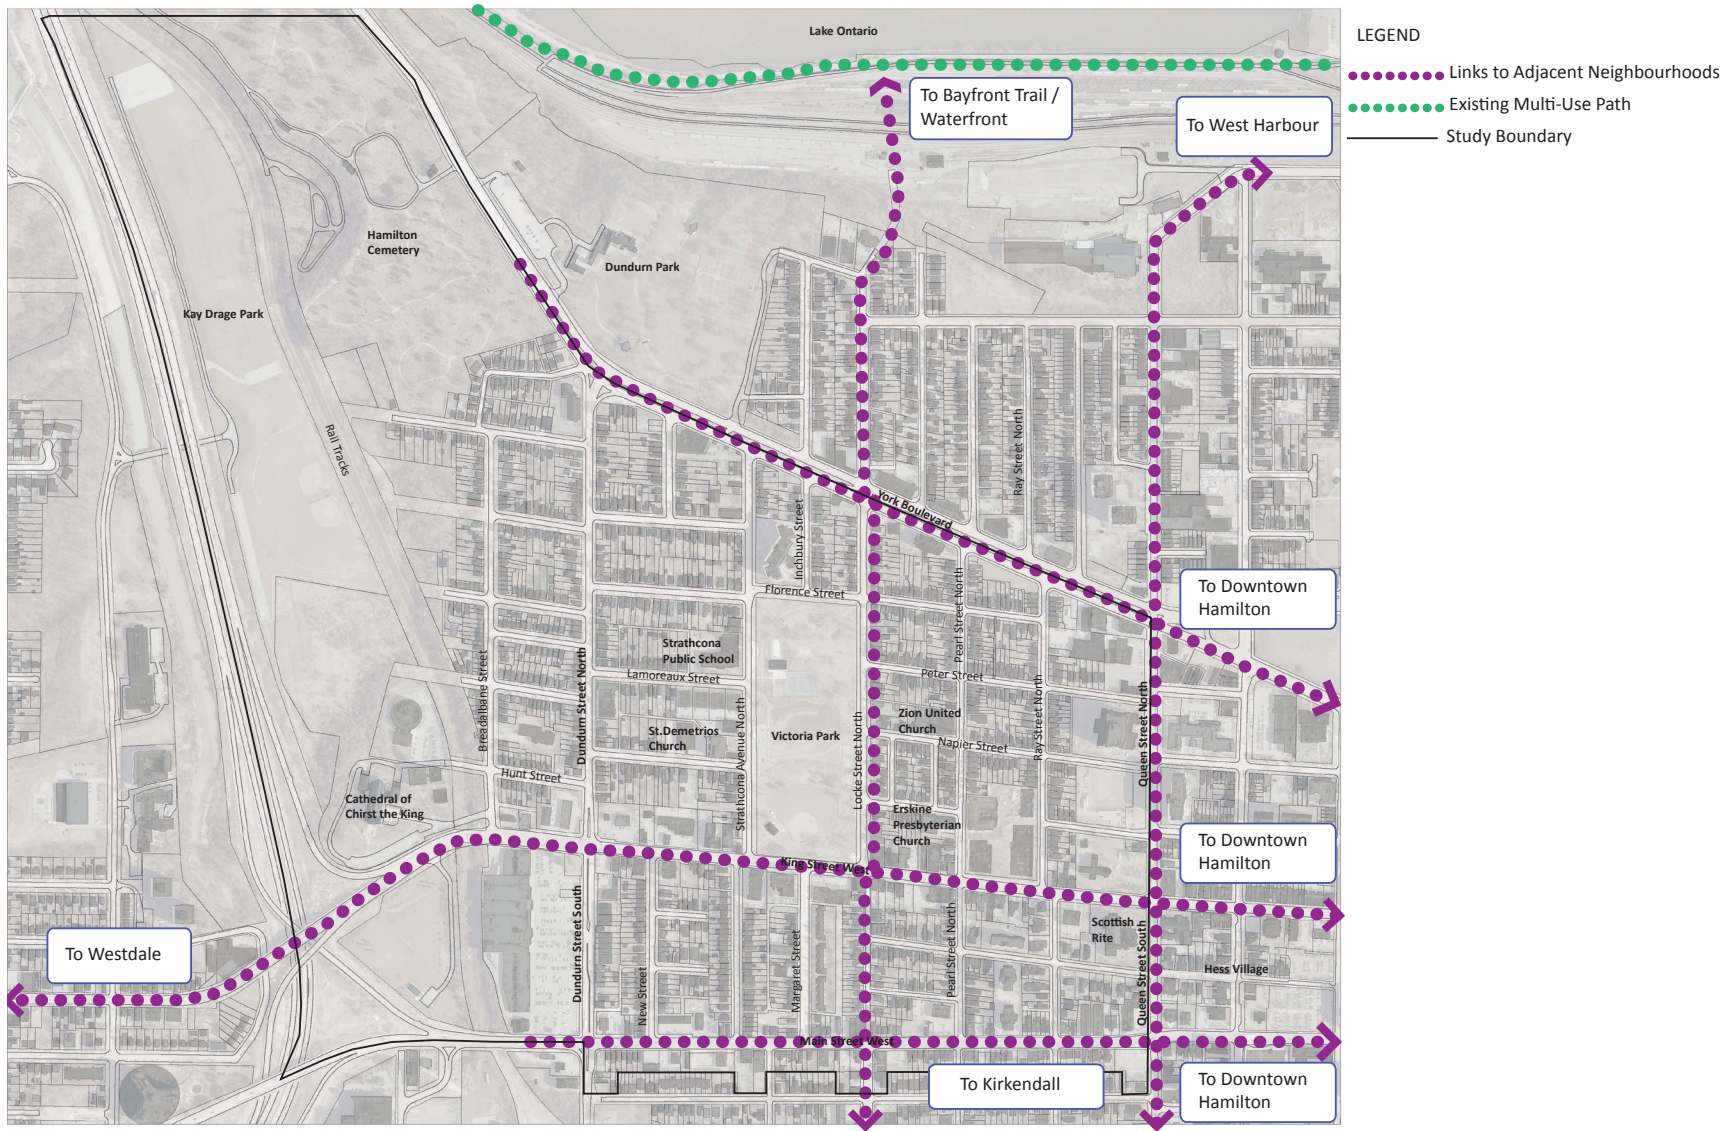 Lake Ontario
LEGEND
Links to Adjacent Neighbourhoods
Existing Multi-Use Path
Study Boundary
To Bayfront Trail /
Waterfront
To West Harbour
Hamilton
Cemetery
Dundurn Park
Kay Drage Park
Rail Tracks
Ray Street North
York Boulevard
Inchbury Street
Florence Street
Pearl Street North
To Downtown
Hamilton
Strathcona
Public School
Lamoreaux Street
Peter Street
Breadalbane Street
Dundurn Street North
Strathcona Avenue North
St.Demetrios
Church
Victoria Park
Locke Street North
Zion United
Church
Napier Street
Ray Street North
Queen Street North
Hunt Street
Cathedral of
Chirst the King
Erskine
Presbyterian
Church
To Downtown
Hamilton
King Street West
Dundurn Street South
New Street
Margaret Street
Pearl Street North
Scottish
Rite
Queen Street South
Hess Village
To Westdale
Main Street West
To Kirkendall
To Downtown
Hamilton